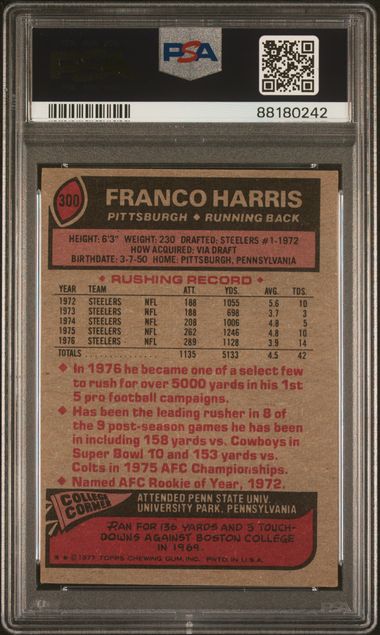 PSA
88180242
300
FRANCO HARRIS
PITTSBURGH ◆ RUNNING BACK
HEIGHT: 6'3" WEIGHT: 230 DRAFTED: STEELERS #1-1972
HOW ACQUIRED: VIA DRAFT
BIRTHDATE: 3-7-50 HOME: PITTSBURGH, PENNSYLVANIA
◆ RUSHING RECORD ◆
YEAR TEAM ATT. YDS. AVG. TDS.
1972 STEELERS NFL 188 1055 5.6 10
1973 STEELERS NFL 188 698 3.7 3
1974 STEELERS NFL 208 1006 4.8 5
1975 STEELERS NFL 262 1246 4.8 10
1976 STEELERS NFL 289 1128 3.9 14
TOTALS 1135 5133 4.5 42
◆ In 1976 he became one of a select few
to rush for over 5000 yards in his 1st
5 pro football campaigns.
◆ Has been the leading rusher in 8 of
the 9 post-season games he has been
in including 158 yards vs. Cowboys in
Super Bowl 10 and 153 yards vs.
Colts in 1975 AFC Championships.
◆ Named AFC Rookie of Year, 1972.
COLLEGE CORNER
ATTENDED PENN STATE UNIV.
UNIVERSITY PARK, PENNSYLVANIA
RAN FOR 136 YARDS AND 3 TOUCH-
DOWNS AGAINST BOSTON COLLEGE
IN 1969.
★★ © 1977 TOPPS CHEWING GUM, INC. PRTD. IN U.S.A.